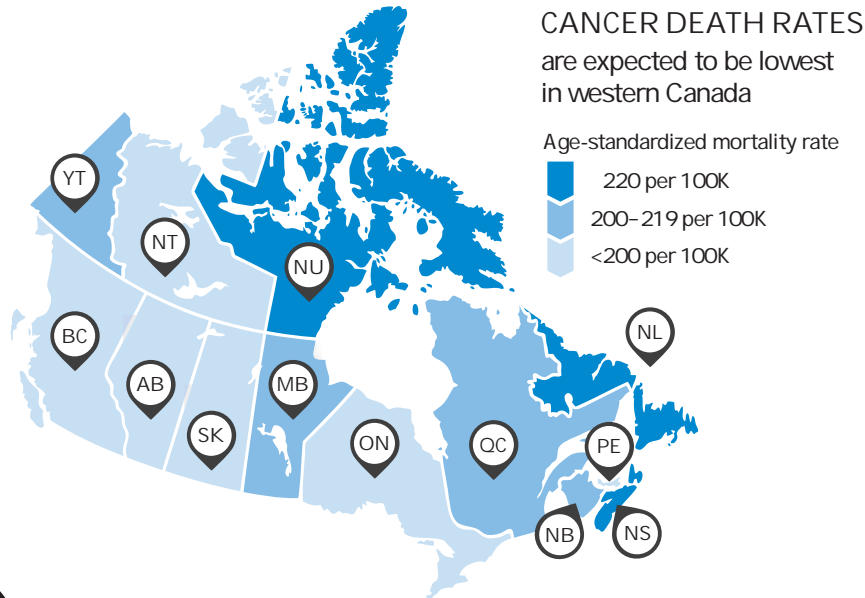 CANCER DEATH RATES
are expected to be lowest
in western Canada
Age-standardized mortality rate
220 per 100K
200–219 per 100K
<200 per 100K
YT
NT
NU
BC
AB
SK
MB
ON
QC
NL
PE
NB
NS